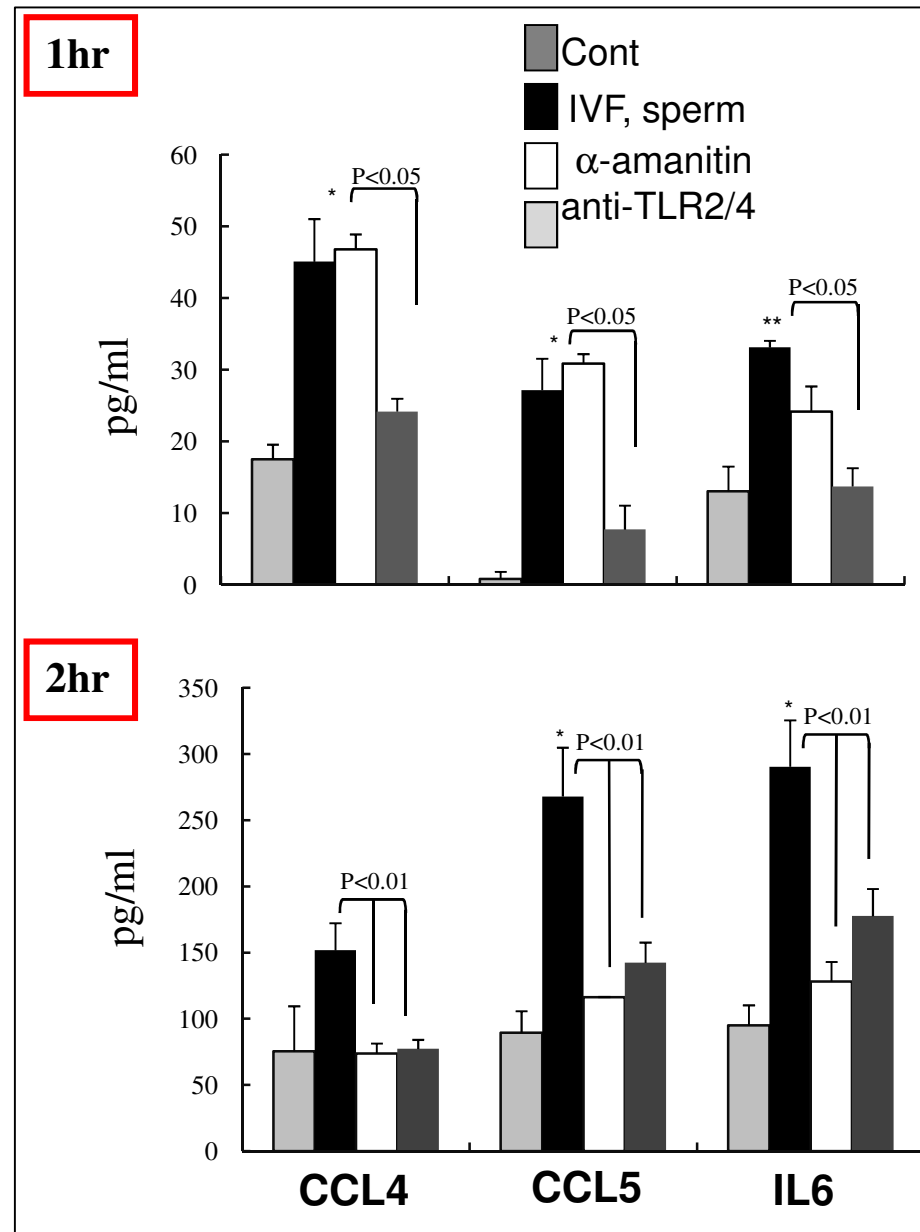 1hr
Cont
IVF, sperm
α-amanitin
anti-TLR2/4
60
50
40
30
20
10
0
pg/ml
*
P<0.05
*
P<0.05
**
P<0.05
2hr
350
300
250
200
150
100
50
0
pg/ml
P<0.01
*
P<0.01
*
P<0.01
CCL4 CCL5 IL6